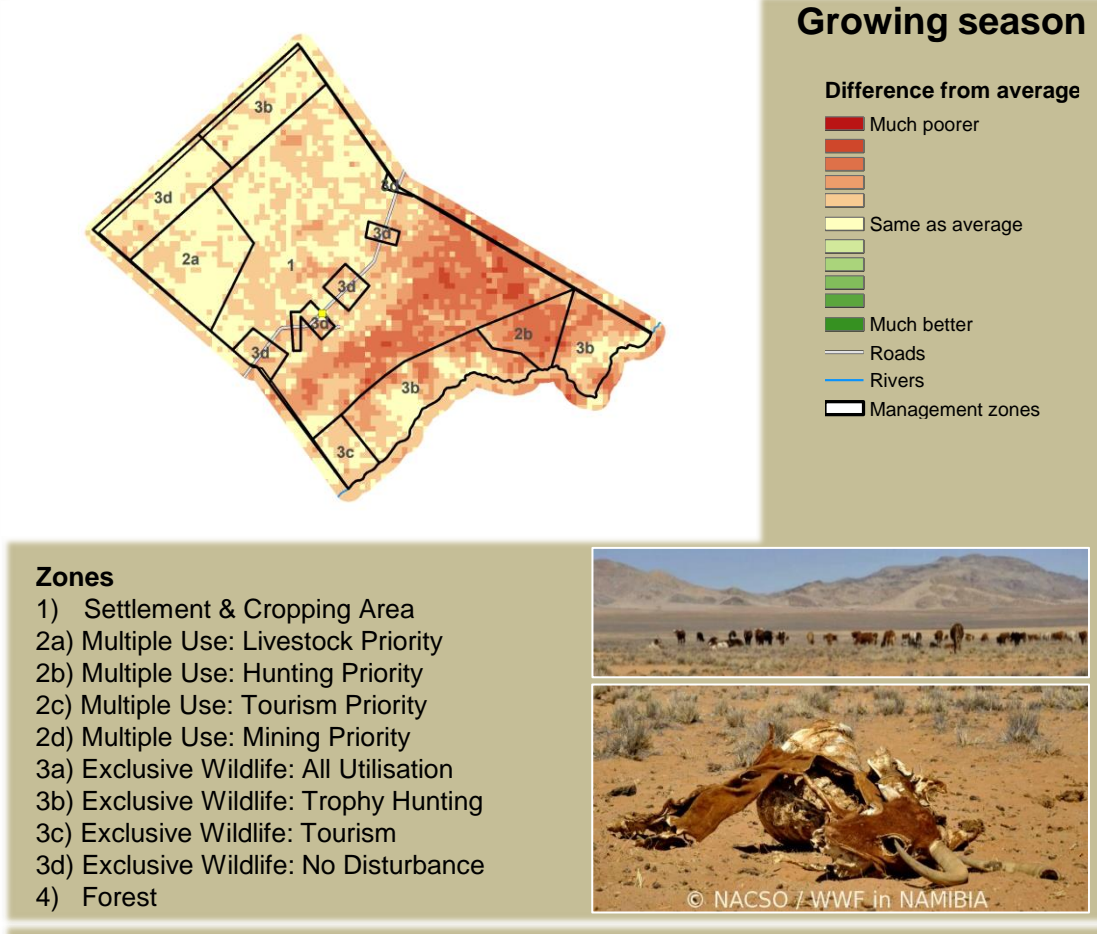 Growing season
Difference from average
Much poorer
Same as average
Much better
Roads
Rivers
Management zones
3b
3d
3d
2a
3d
1
3d
3d
3d
2b
3b
3b
3c
Zones
1) Settlement & Cropping Area
2a) Multiple Use: Livestock Priority
2b) Multiple Use: Hunting Priority
2c) Multiple Use: Tourism Priority
2d) Multiple Use: Mining Priority
3a) Exclusive Wildlife: All Utilisation
3b) Exclusive Wildlife: Trophy Hunting
3c) Exclusive Wildlife: Tourism
3d) Exclusive Wildlife: No Disturbance
4) Forest
© NACSO / WWF in NAMIBIA